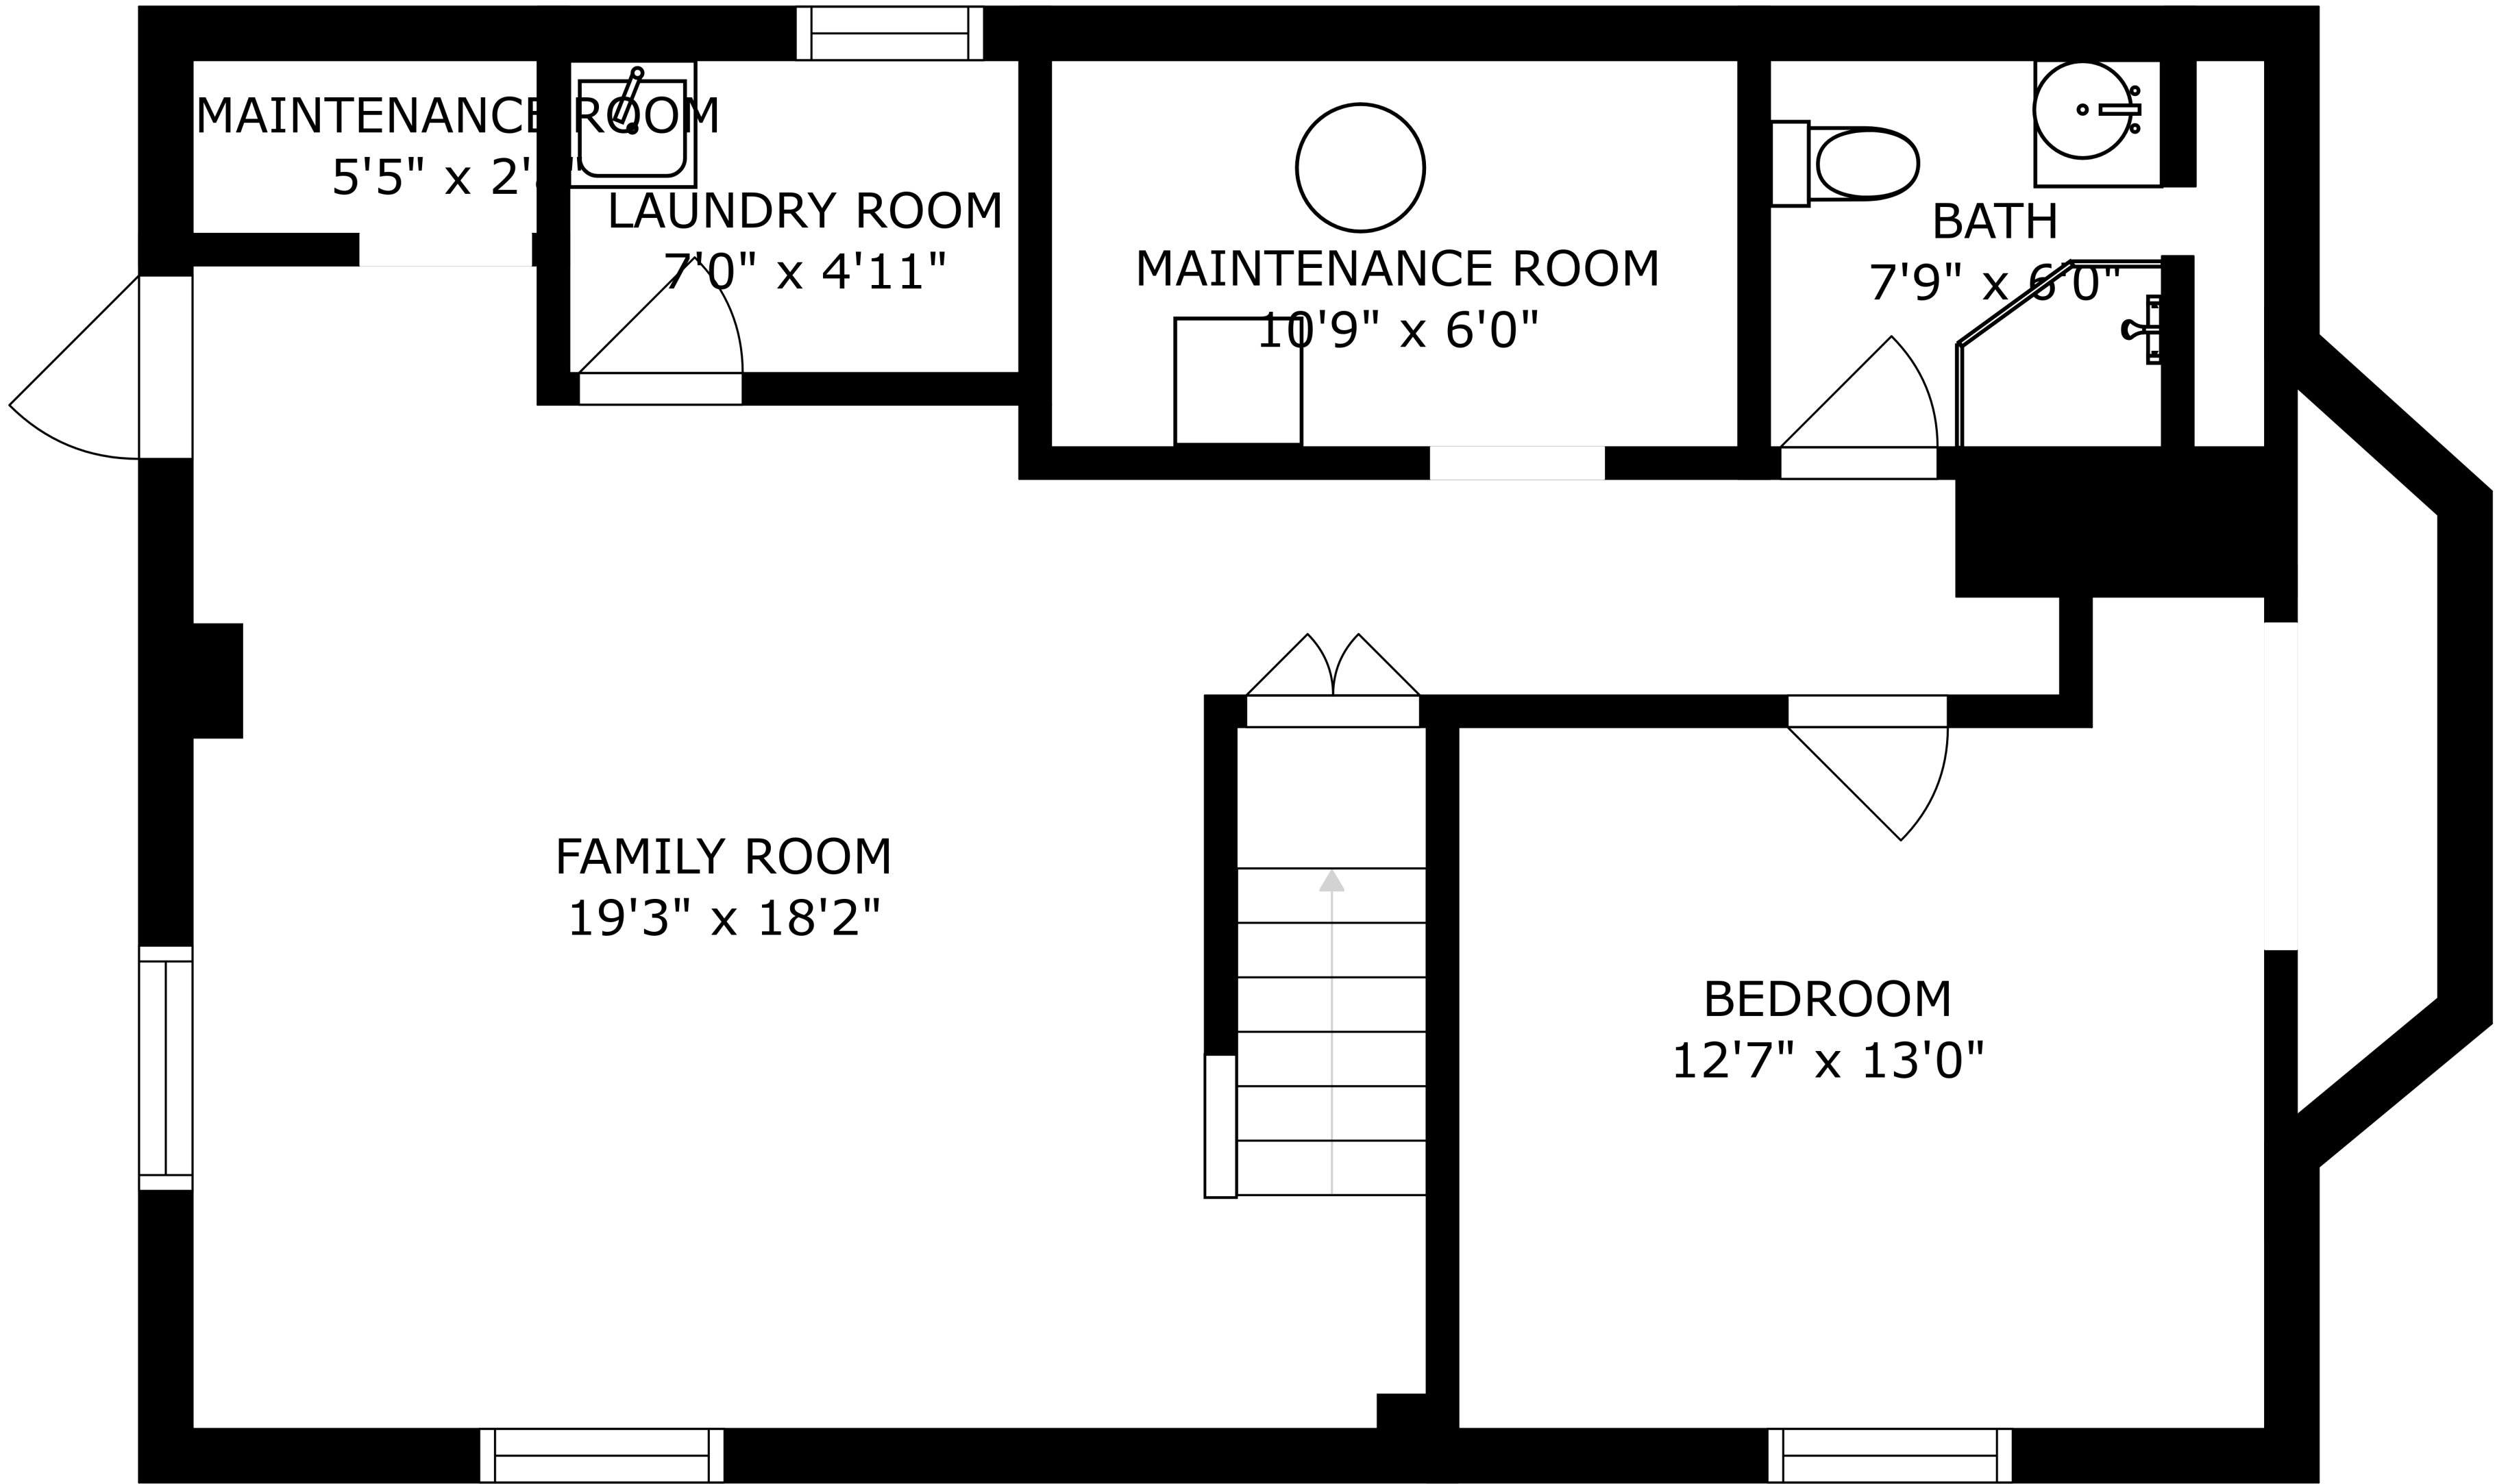 MAINTENANCE ROOM
5'5" x
LAUNDRY ROOM
7'0" x 4'11"
MAINTENANCE ROOM
10'9" x 6'0"
BATH
7'9" x 6'0"
FAMILY ROOM
19'3" x 18'2"
BEDROOM
12'7" x 13'0"